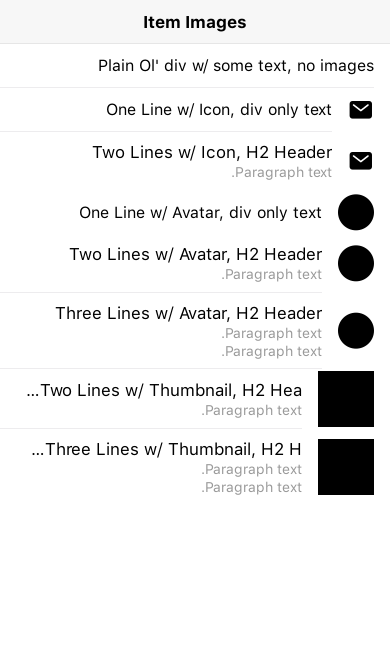 Item Images
Plain Ol' div w/ some text, no images
One Line w/ Icon, div only text
Two Lines w/ Icon, H2 Header
.Paragraph text
One Line w/ Avatar, div only text
Two Lines w/ Avatar, H2 Header
.Paragraph text
Three Lines w/ Avatar, H2 Header
.Paragraph text
.Paragraph text
...Two Lines w/ Thumbnail, H2 Hea
.Paragraph text
...Three Lines w/ Thumbnail, H2 H
.Paragraph text
.Paragraph text